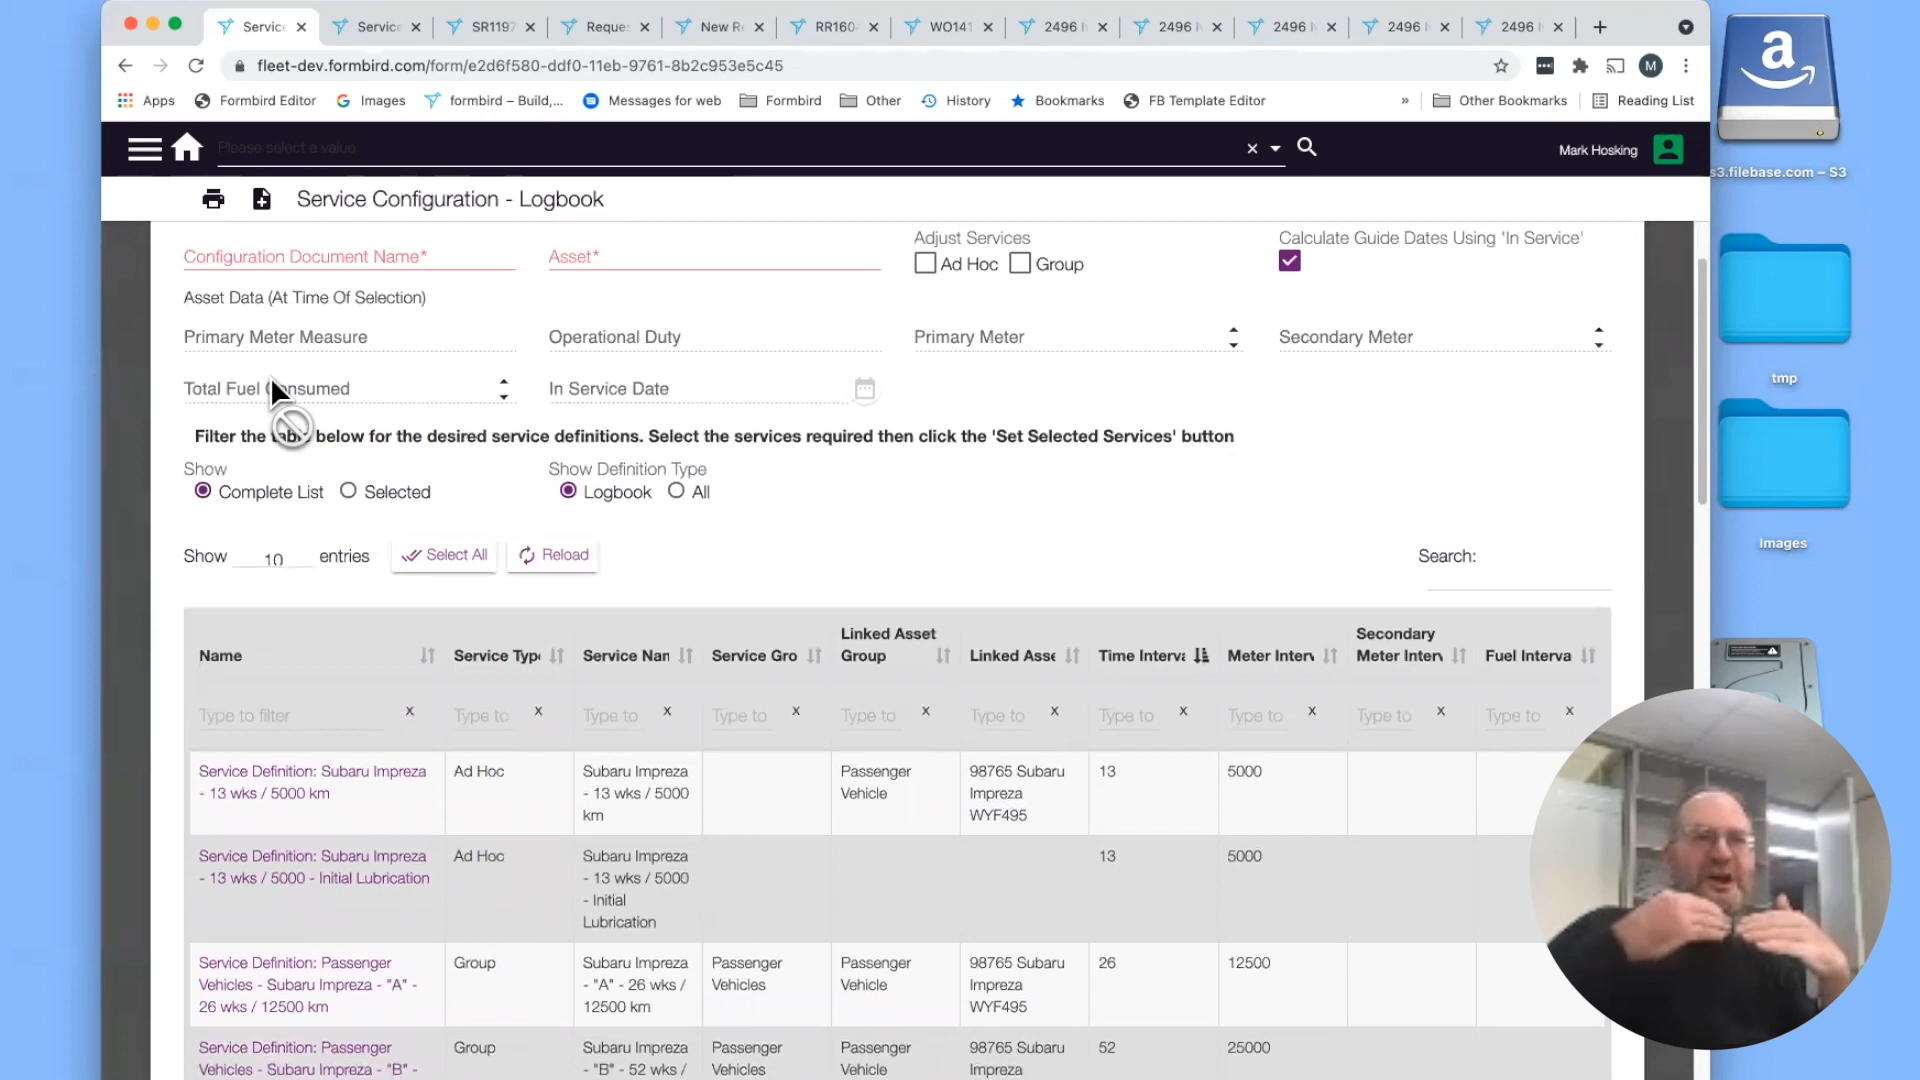 Service
Service
SR1197
Reques
New Re
RR160
WO141
2496 I
2496
2496 I
2496
2496 I
fleet-dev.formbird.com/form/e2d6f580-ddf0-11eb-9761-8b2c953e5c45
M
Apps
Formbird Editor
Images
formbird – Build,...
Messages for web
Formbird
Other
History
Bookmarks
FB Template Editor
»
Other Bookmarks
Reading List
Please select a value
Mark Hosking
Service Configuration - Logbook
Configuration Document Name*
Asset*
Adjust Services
Ad Hoc
Group
Calculate Guide Dates Using 'In Service'
Asset Data (At Time Of Selection)
Primary Meter Measure
Operational Duty
Primary Meter
Secondary Meter
Total Fuel Consumed
In Service Date
Filter the table below for the desired service definitions. Select the services required then click the 'Set Selected Services' button
Show
Complete List
Selected
Show Definition Type
Logbook
All
Show 10 entries
Select All
Reload
Search:
Name
Service Type
Service Nan
Service Gro
Linked Asset Group
Linked Asse
Time Interva
Meter Interv
Secondary Meter Interv
Fuel Interva
Type to filter x
Type to x
Type to x
Type to x
Type to x
Type to x
Type to x
Type to x
Type to x
Type to x
Service Definition: Subaru Impreza - 13 wks / 5000 km
Ad Hoc
Subaru Impreza - 13 wks / 5000 km
Passenger Vehicle
98765 Subaru Impreza WYF495
13
5000
Service Definition: Subaru Impreza - 13 wks / 5000 - Initial Lubrication
Ad Hoc
Subaru Impreza - 13 wks / 5000 - Initial Lubrication
13
5000
Service Definition: Passenger Vehicles - Subaru Impreza - "A" - 26 wks / 12500 km
Group
Subaru Impreza - "A" - 26 wks / 12500 km
Passenger Vehicles
Passenger Vehicle
98765 Subaru Impreza WYF495
26
12500
Service Definition: Passenger Vehicles - Subaru Impreza - "B" -
Group
Subaru Impreza - "B" - 52 wks /
Passenger Vehicles
Passenger Vehicle
98765 Subaru Impreza
52
25000
a
s3.filebase.com – S3
tmp
Images